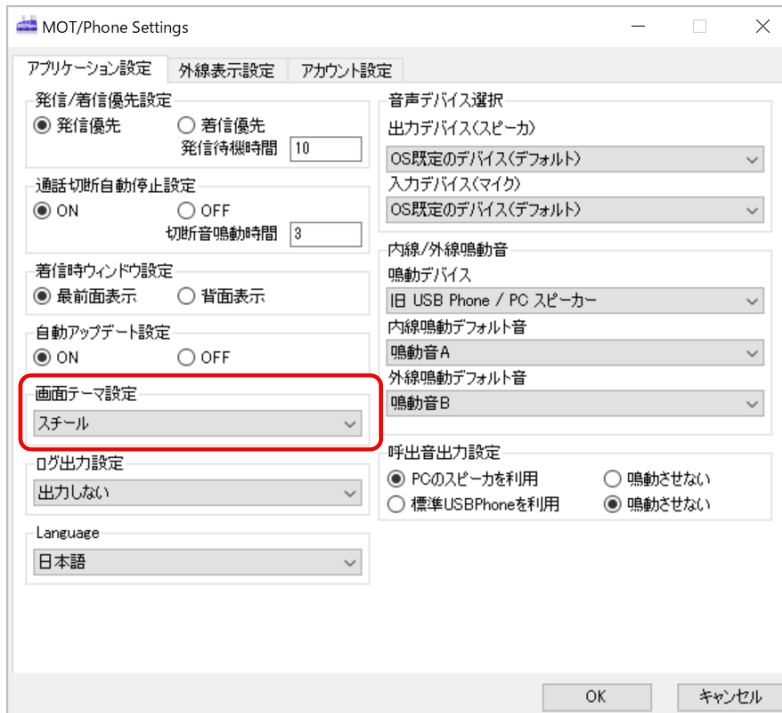 MOT/Phone Settings
アプリケーション設定
外線表示設定
アカウント設定
発信/着信優先設定
発信優先
着信優先
発信待機時間
10
通話切断自動停止設定
ON
OFF
切断音鳴動時間
3
着信時ウィンドウ設定
最前面表示
背面表示
自動アップデート設定
ON
OFF
画面テーマ設定
スチール
ログ出力設定
出力しない
Language
日本語
音声デバイス選択
出力デバイス(スピーカ)
OS既定のデバイス(デフォルト)
入力デバイス(マイク)
OS既定のデバイス(デフォルト)
内線/外線鳴動音
鳴動デバイス
旧 USB Phone / PC スピーカー
内線鳴動デフォルト音
鳴動音A
外線鳴動デフォルト音
鳴動音B
呼出音出力設定
PCのスピーカを利用
鳴動させない
標準USBPhoneを利用
鳴動させない
OK
キャンセル